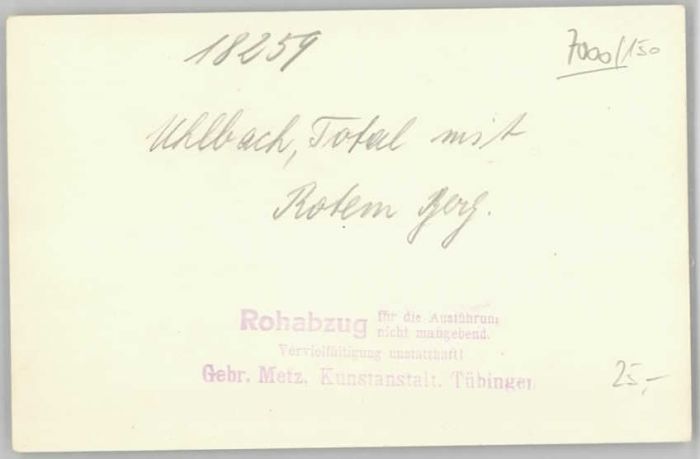 18259
7000/150
Uhlbach, Total mit
Rotem Berg.
Rohabzug für die Ausführung
nicht maßgebend.
Vervielfältigung unstatthaft!
Gebr. Metz, Kunstanstalt, Tübingen
25,-